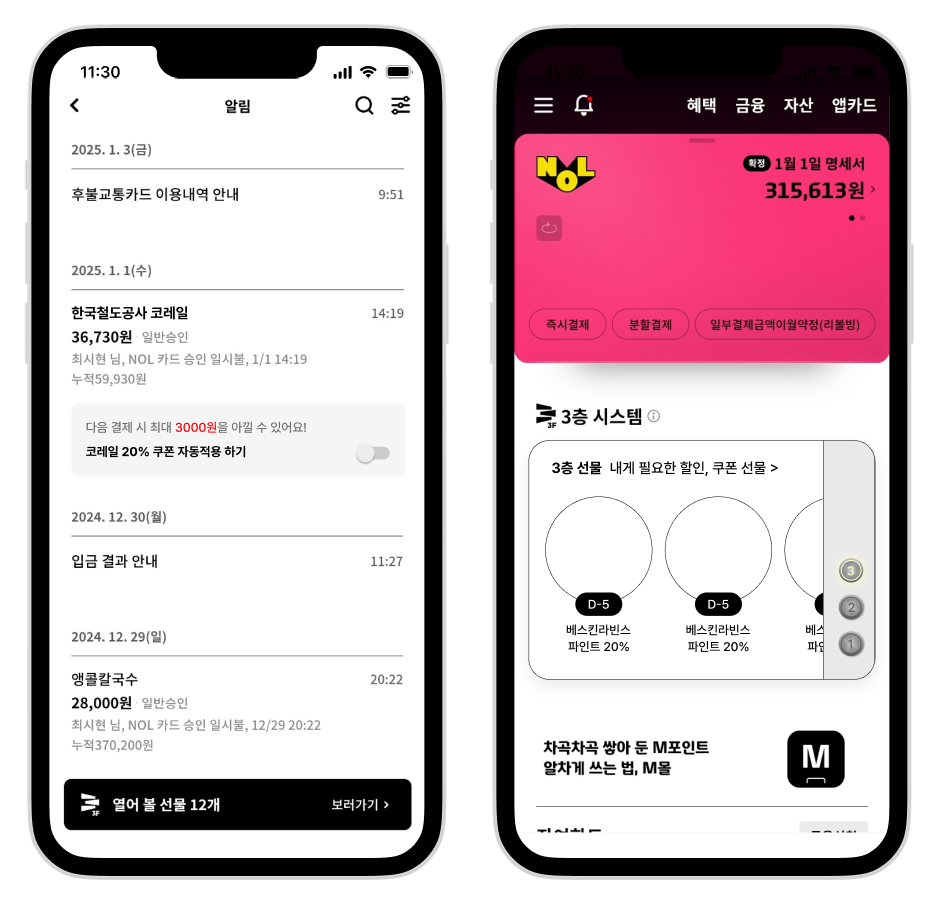 11:30
알림
2025. 1. 3(금)
후불교통카드 이용내역 안내 9:51
2025. 1. 1(수)
한국철도공사 코레일 14:19
36,730원 · 일반승인
최시현 님, NOL 카드 승인 일시불, 1/1 14:19
누적59,930원
다음 결제 시 최대 3000원을 아낄 수 있어요!
코레일 20% 쿠폰 자동적용 하기
2024. 12. 30(월)
입금 결과 안내 11:27
2024. 12. 29(일)
앵콜칼국수 20:22
28,000원 · 일반승인
최시현 님, NOL 카드 승인 일시불, 12/29 20:22
누적370,200원
3F 열어 볼 선물 12개 보러가기 >
11:30
혜택 금융 자산 앱카드
NOL
확정 1월 1일 명세서
315,613원 >
즉시결제 분할결제 일부결제금액이월약정(리볼빙)
3F 3층 시스템
3층 선물 내게 필요한 할인, 쿠폰 선물 >
3
2
1
D-5 D-5
베스킨라빈스 베스킨라빈스 베스
파인트 20% 파인트 20% 파인
차곡차곡 쌓아 둔 M포인트
알차게 쓰는 법, M몰
M